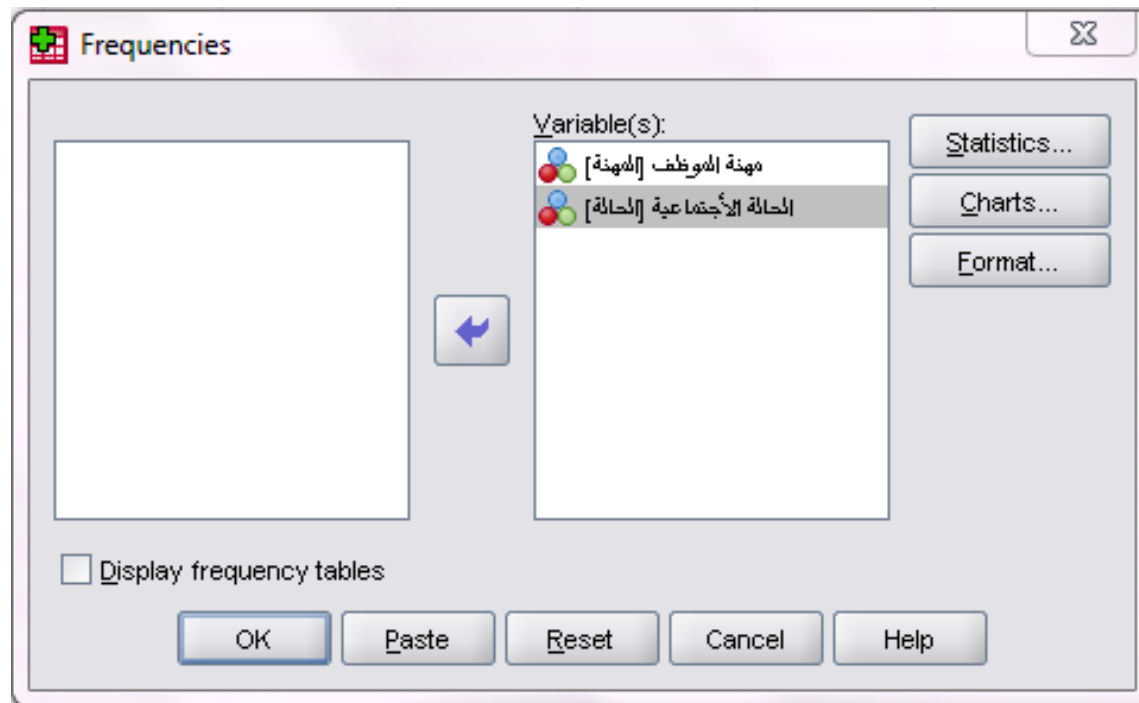 Frequencies
Variable(s):
مهنة الموظف [المهنة]
الحالة الأجتماعية [الحالة]
Statistics...
Charts...
Format...
Display frequency tables
OK
Paste
Reset
Cancel
Help